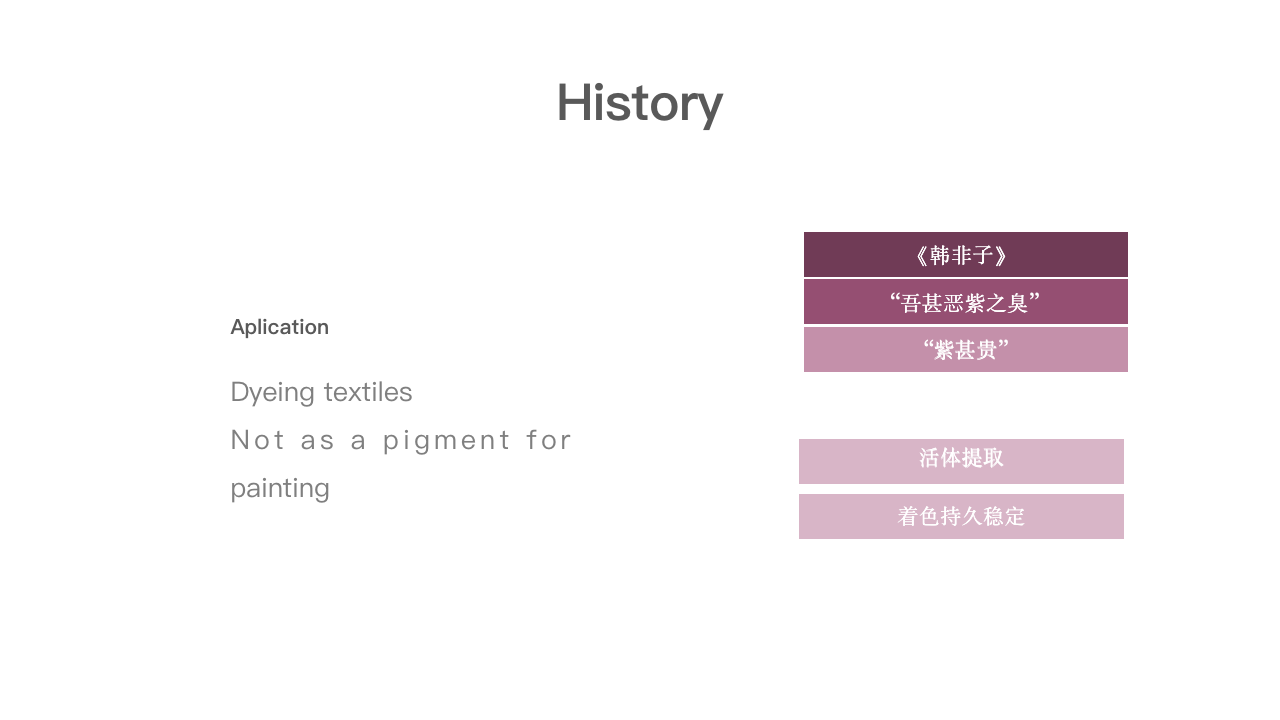 History
Aplication
Dyeing textiles
Not as a pigment for
painting
《韩非子》
“吾甚恶紫之臭”
“紫甚贵”
活体提取
着色持久稳定